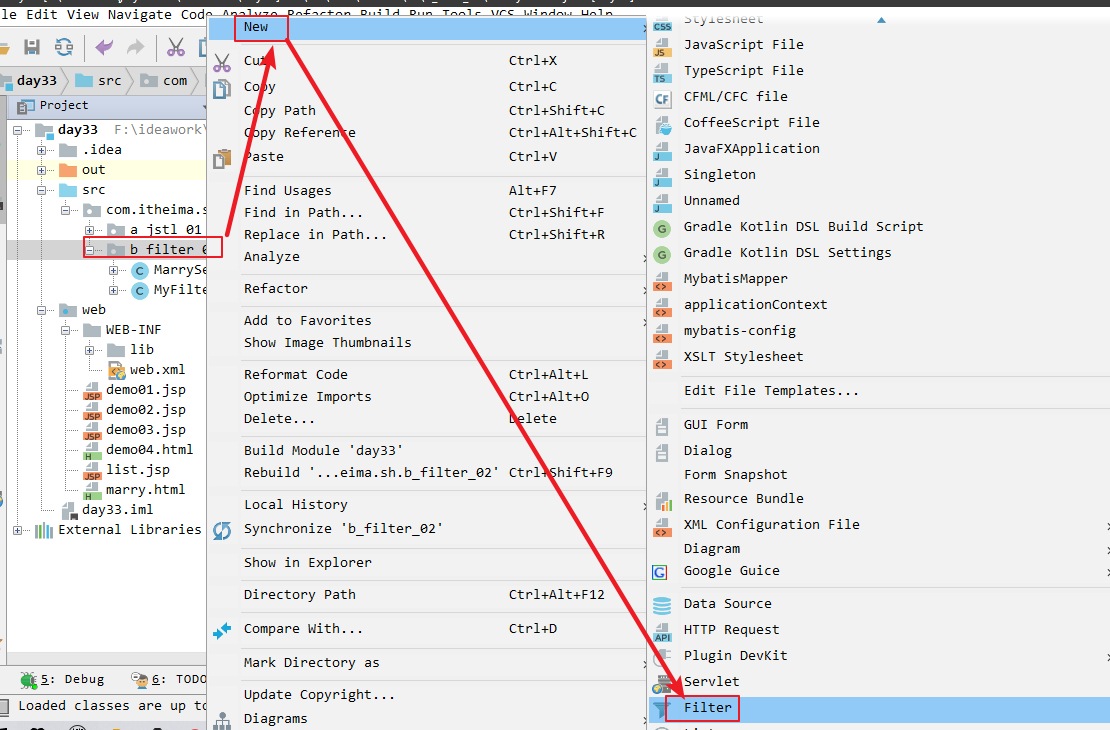 le Edit View Navigate Code Analyze Refactor Build Run Tools VCS Window Help
day33 src com
Project
day33 F:\ideawork\
.idea
out
src
com.itheima.s
a_jstl_01
b_filter_0
MarrySe
MyFilte
web
WEB-INF
lib
web.xml
demo01.jsp
demo02.jsp
demo03.jsp
demo04.html
list.jsp
marry.html
day33.iml
External Libraries
5: Debug 6: TODO
Loaded classes are up to
New
Cut Ctrl+X
Copy Ctrl+C
Copy Path Ctrl+Shift+C
Copy Reference Ctrl+Alt+Shift+C
Paste Ctrl+V
Find Usages Alt+F7
Find in Path... Ctrl+Shift+F
Replace in Path... Ctrl+Shift+R
Analyze
Refactor
Add to Favorites
Show Image Thumbnails
Reformat Code Ctrl+Alt+L
Optimize Imports Ctrl+Alt+O
Delete... Delete
Build Module 'day33'
Rebuild '...eima.sh.b_filter_02' Ctrl+Shift+F9
Local History
Synchronize 'b_filter_02'
Show in Explorer
Directory Path Ctrl+Alt+F12
Compare With... Ctrl+D
Mark Directory as
Update Copyright...
Diagrams
CSS Stylesheet
JS JavaScript File
TS TypeScript File
CF CFML/CFC file
CoffeeScript File
J JavaFXApplication
J Singleton
J Unnamed
G Gradle Kotlin DSL Build Script
G Gradle Kotlin DSL Settings
MybatisMapper
applicationContext
mybatis-config
XSLT Stylesheet
Edit File Templates...
GUI Form
Dialog
Form Snapshot
Resource Bundle
XML Configuration File
Diagram
G Google Guice
Data Source
API HTTP Request
Plugin DevKit
Servlet
Filter